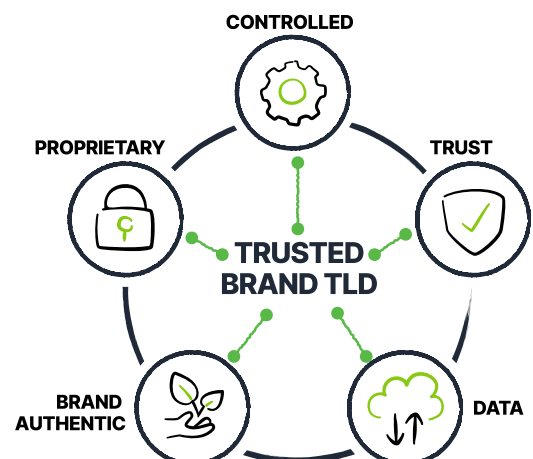 CONTROLLED
PROPRIETARY
TRUST
TRUSTED
BRAND TLD
BRAND
AUTHENTIC
DATA